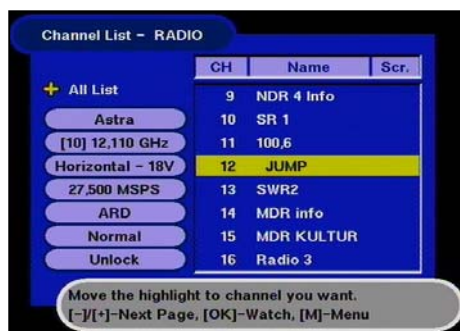 Channel List - RADIO
CH Name Scr.
All List
Astra
[10] 12,110 GHz
Horizontal - 18V
27,500 MSPS
ARD
Normal
Unlock
9 NDR 4 Info
10 SR 1
11 100,6
12 JUMP
13 SWR2
14 MDR info
15 MDR KULTUR
16 Radio 3
Move the highlight to channel you want.
[-]/[+]-Next Page, [OK]-Watch, [M]-Menu